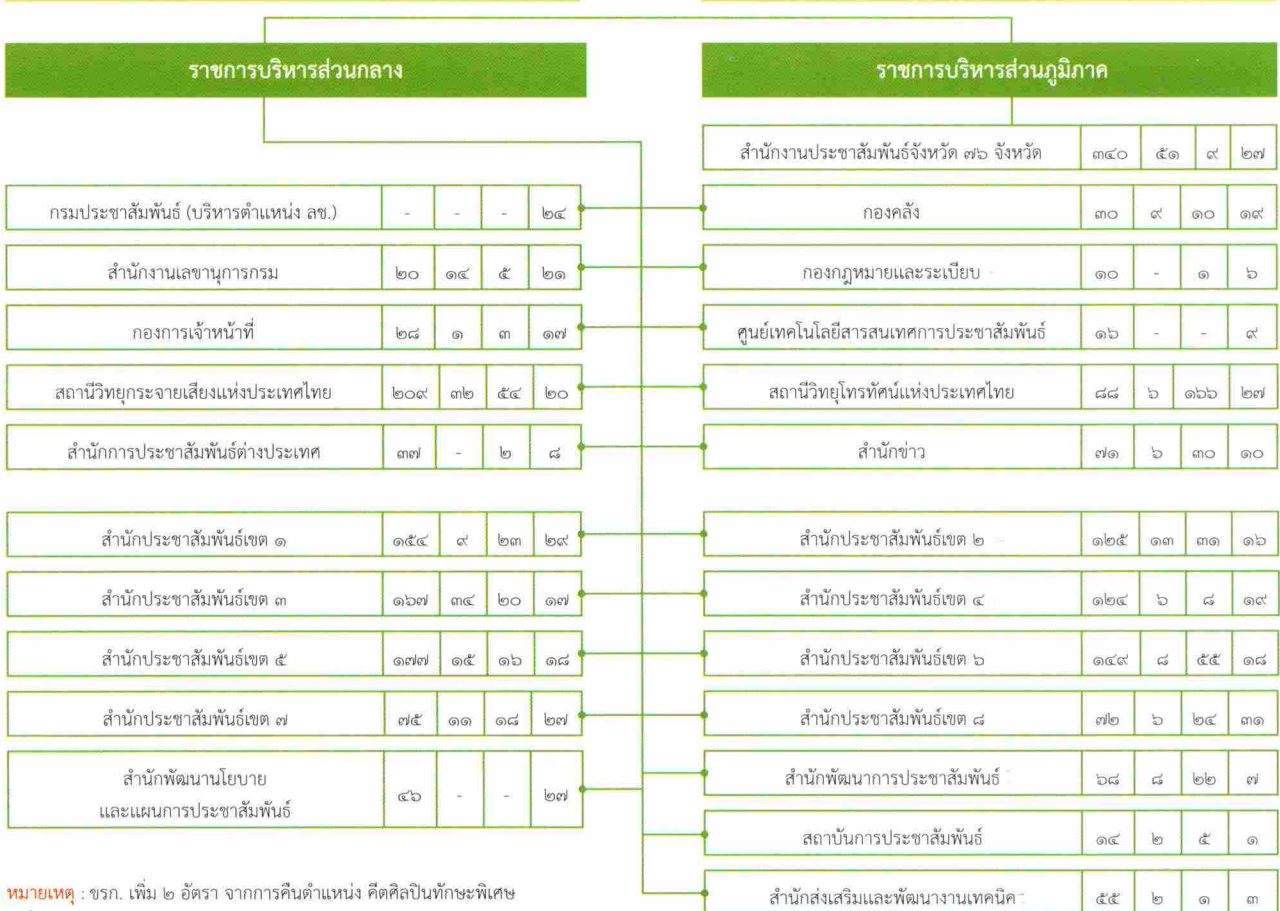 ราชการบริหารส่วนกลาง
ราชการบริหารส่วนภูมิภาค
สำนักงานประชาสัมพันธ์จังหวัด ๗๖ จังหวัด ๓๔๐ ๕๑ ๙ ๒๗
กรมประชาสัมพันธ์ (บริหารตำแหน่ง ลช.) - - - ๒๔
กองคลัง ๓๐ ๙ ๑๐ ๑๙
สำนักงานเลขานุการกรม ๒๐ ๑๔ ๕ ๒๑
กองกฎหมายและระเบียบ ๑๐ - ๑ ๖
กองการเจ้าหน้าที่ ๒๘ ๑ ๓ ๑๗
ศูนย์เทคโนโลยีสารสนเทศการประชาสัมพันธ์ ๑๖ - - ๙
สถานีวิทยุกระจายเสียงแห่งประเทศไทย ๒๐๙ ๓๒ ๕๔ ๒๐
สถานีวิทยุโทรทัศน์แห่งประเทศไทย ๘๘ ๖ ๑๖๖ ๒๗
สำนักการประชาสัมพันธ์ต่างประเทศ ๓๗ - ๒ ๘
สำนักข่าว ๗๑ ๖ ๓๐ ๑๐
สำนักประชาสัมพันธ์เขต ๑ ๑๕๔ ๙ ๒๓ ๒๙
สำนักประชาสัมพันธ์เขต ๒ ๑๒๕ ๑๓ ๓๑ ๑๖
สำนักประชาสัมพันธ์เขต ๓ ๑๖๗ ๓๔ ๒๐ ๑๗
สำนักประชาสัมพันธ์เขต ๔ ๑๒๔ ๖ ๘ ๑๙
สำนักประชาสัมพันธ์เขต ๕ ๑๗๗ ๑๕ ๑๖ ๑๘
สำนักประชาสัมพันธ์เขต ๖ ๑๔๙ ๘ ๕๕ ๑๘
สำนักประชาสัมพันธ์เขต ๗ ๗๕ ๑๑ ๑๘ ๒๗
สำนักประชาสัมพันธ์เขต ๘ ๗๒ ๖ ๒๔ ๓๑
สำนักพัฒนานโยบาย
และแผนการประชาสัมพันธ์ ๔๖ - - ๒๗
สำนักพัฒนาการประชาสัมพันธ์ ๖๘ ๘ ๒๒ ๗
สถาบันการประชาสัมพันธ์ ๑๔ ๒ ๕ ๑
สำนักส่งเสริมและพัฒนางานเทคนิค ๕๕ ๒ ๑ ๓
หมายเหตุ : ขรก. เพิ่ม ๒ อัตรา จากการคืนตำแหน่ง คีตศิลปินทักษะพิเศษ